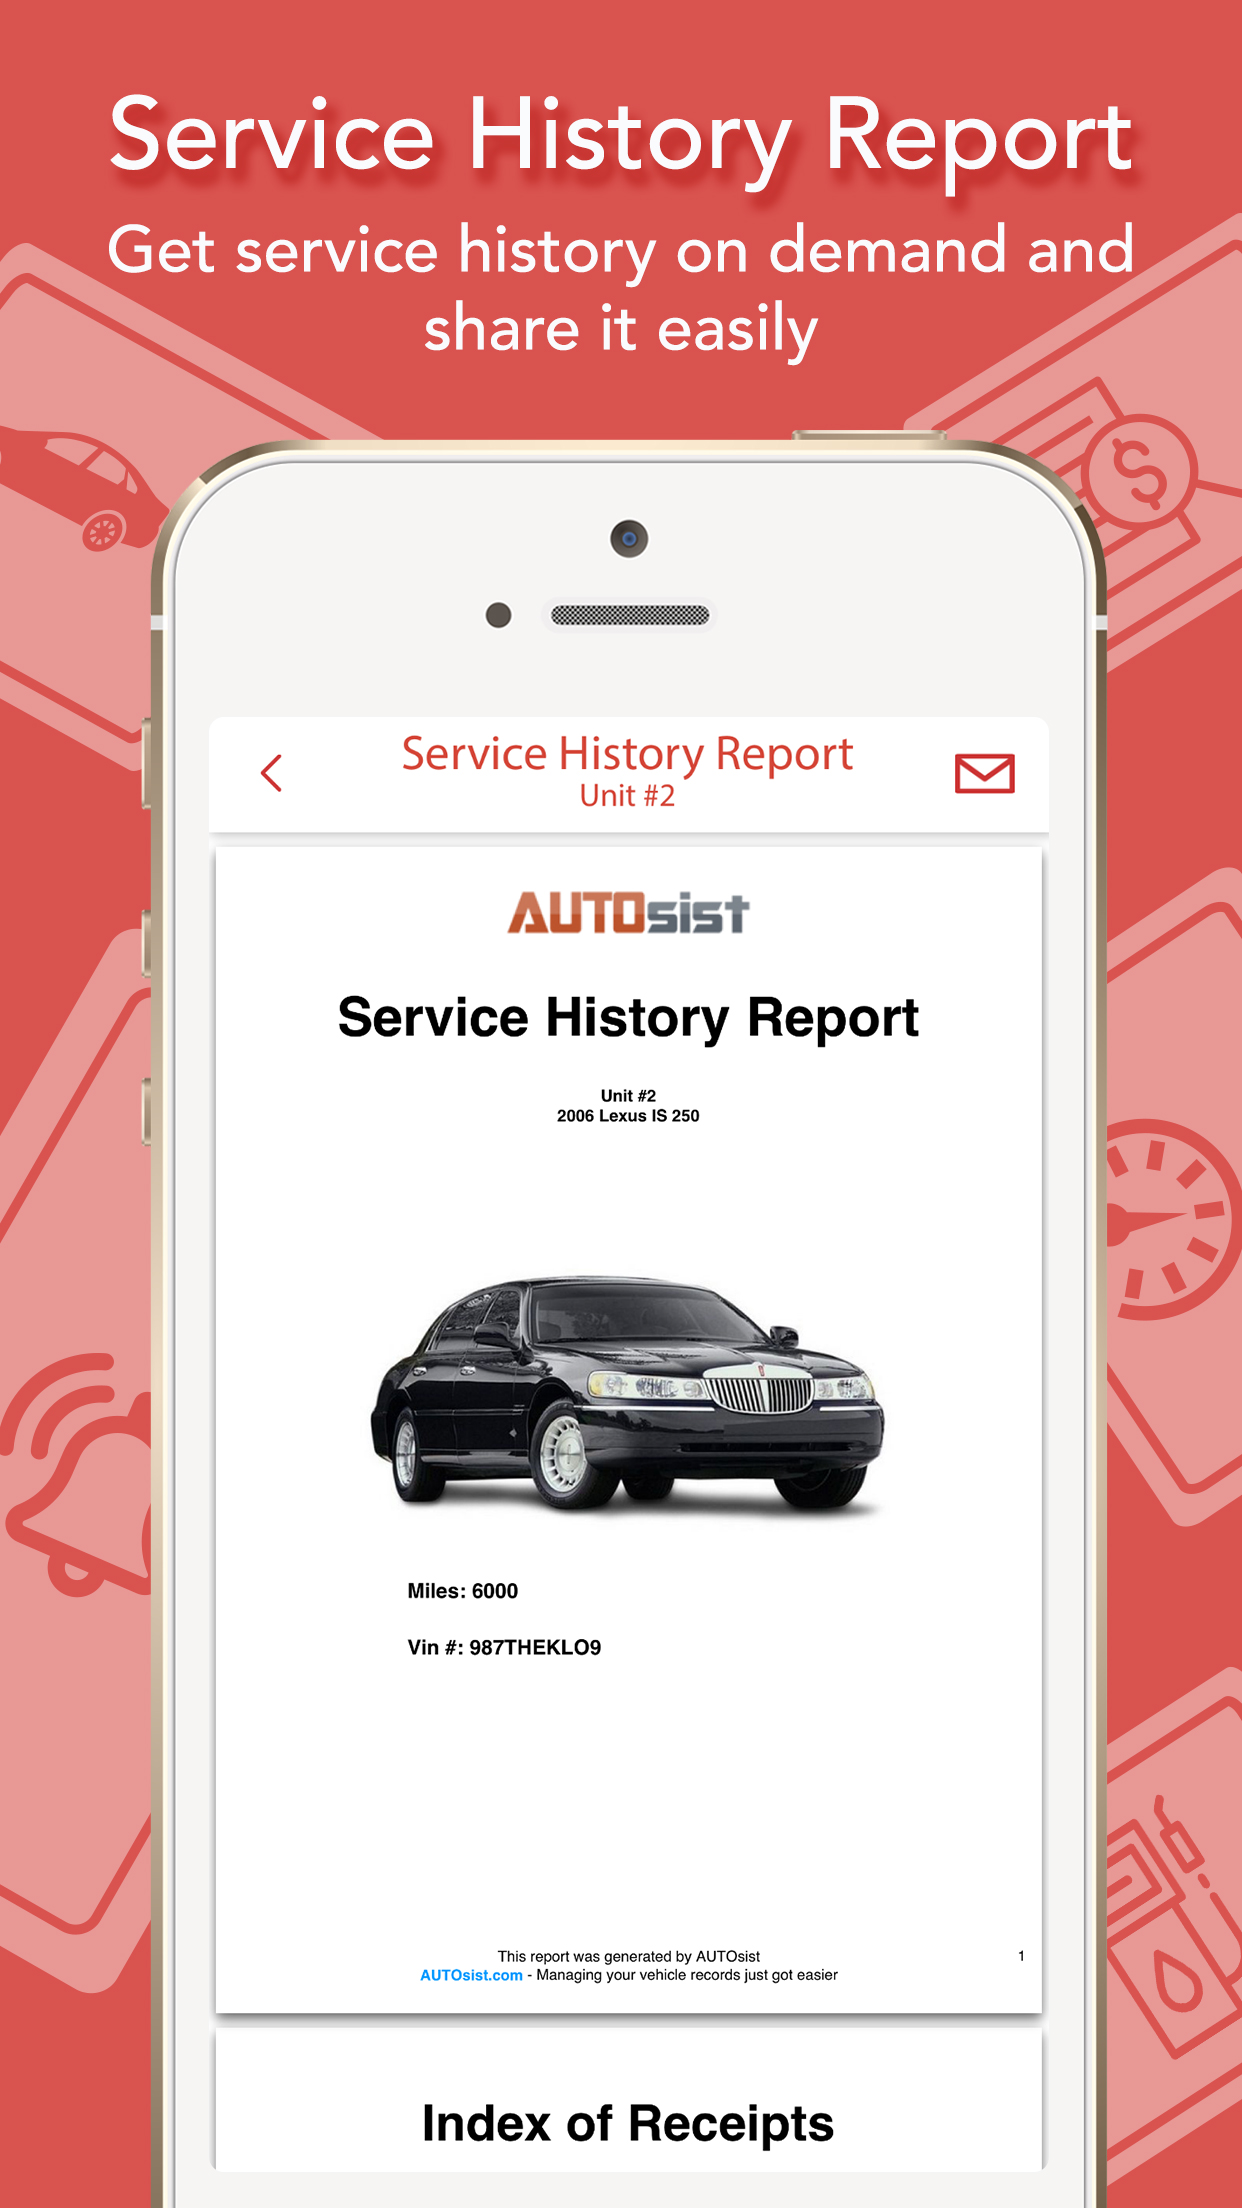 Service History Report
Get service history on demand and
share it easily
$
Service History Report
Unit #2
AUTOsist
Service History Report
Unit #2
2006 Lexus IS 250
Miles: 6000
Vin #: 987THEKLO9
This report was generated by AUTOsist
1
AUTOsist.com - Managing your vehicle records just got easier
Index of Receipts